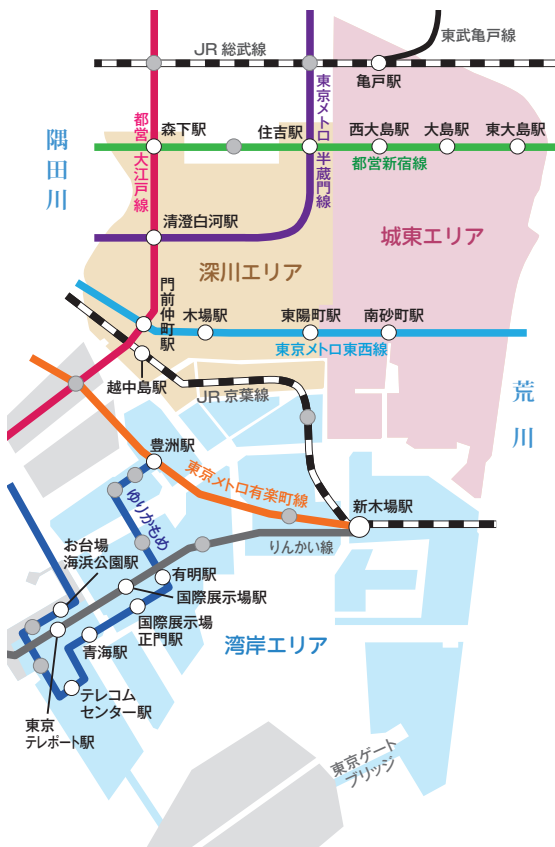 東武亀戸線
JR 総武線
亀戸駅
都営 大江戸線
東京メトロ 半蔵門線
隅田川
森下駅
住吉駅
西大島駅
大島駅
東大島駅
都営新宿線
清澄白河駅
城東エリア
深川エリア
門前仲町駅
木場駅
東陽町駅
南砂町駅
東京メトロ東西線
越中島駅
JR 京葉線
荒川
豊洲駅
東京メトロ有楽町線
ゆりかもめ
新木場駅
りんかい線
お台場
海浜公園駅
有明駅
国際展示場駅
国際展示場
正門駅
湾岸エリア
青海駅
テレコム
センター駅
東京
テレポート駅
東京ゲート
ブリッジ